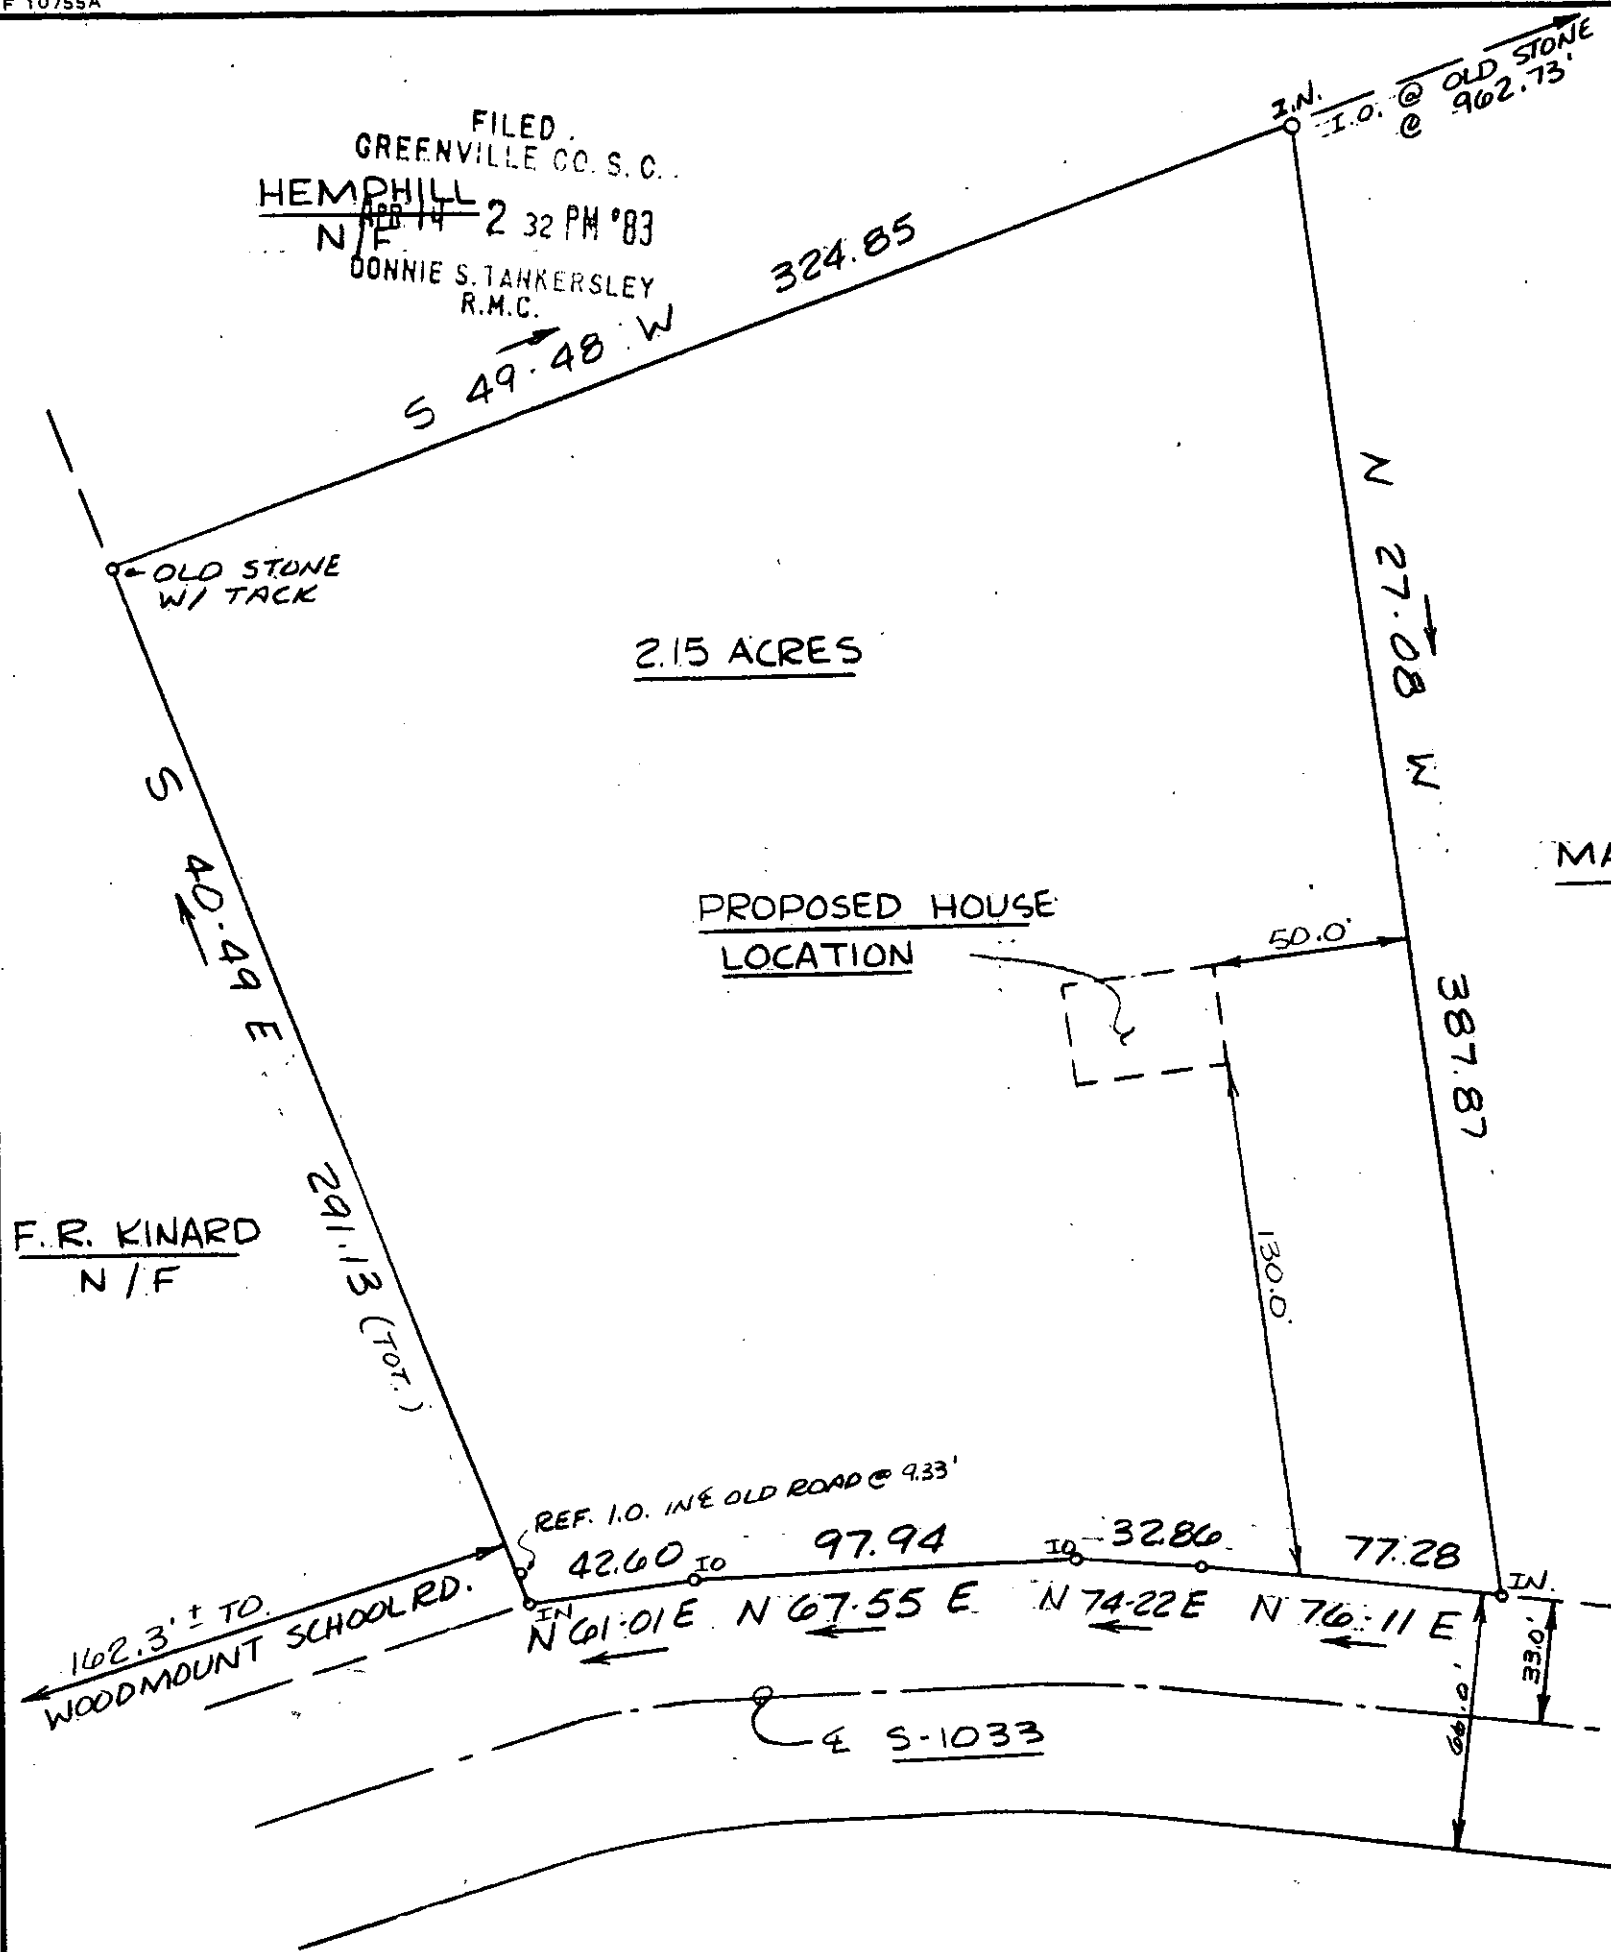 F 10755A
I.N.
I.O. @ OLD STONE
@ 962.73'
FILED
GREENVILLE CO. S. C.
HEMPHILL
N/F
APR 14 2 32 PM '83
DONNIE S. TANKERSLEY
R.M.C.
S 49·48 W
324.85
OLD STONE
W/ TACK
2.15 ACRES
N 27·08 W
387.87
MA
S 40·49 E
291.13 (TOT.)
PROPOSED HOUSE
LOCATION
50.0'
130.0'
F.R. KINARD
N/F
REF. I.O. IN ℄ OLD ROAD @ 9.33'
42.60
IO
97.94
IO
32.86
77.28
IN.
IN
N 61·01 E
N 67·55 E
N 74-22 E
N 76-11 E
162.3' ± TO
WOODMOUNT SCHOOL RD.
33.0'
66.0'
℄ S-1033